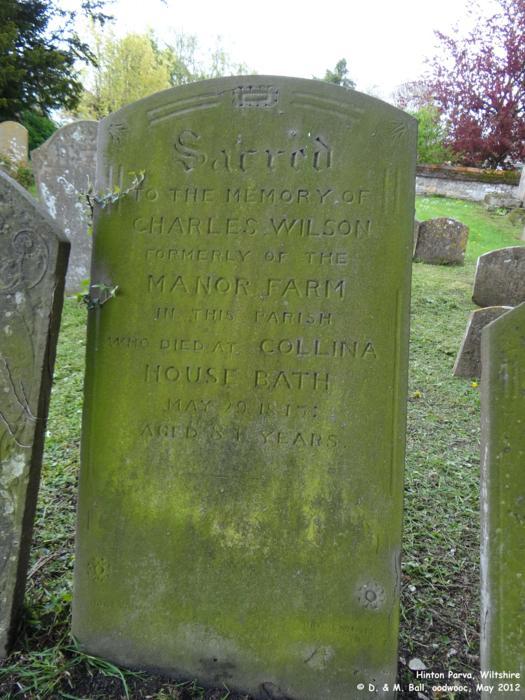 Sacred
TO THE MEMORY OF
CHARLES WILSON
FORMERLY OF THE
MANOR FARM
IN THIS PARISH
WHO DIED AT COLLINA
HOUSE BATH
MAY
AGED YEARS.
Hinton Parva, Wiltshire
© D. & M. Ball, oodwooc, May 2012